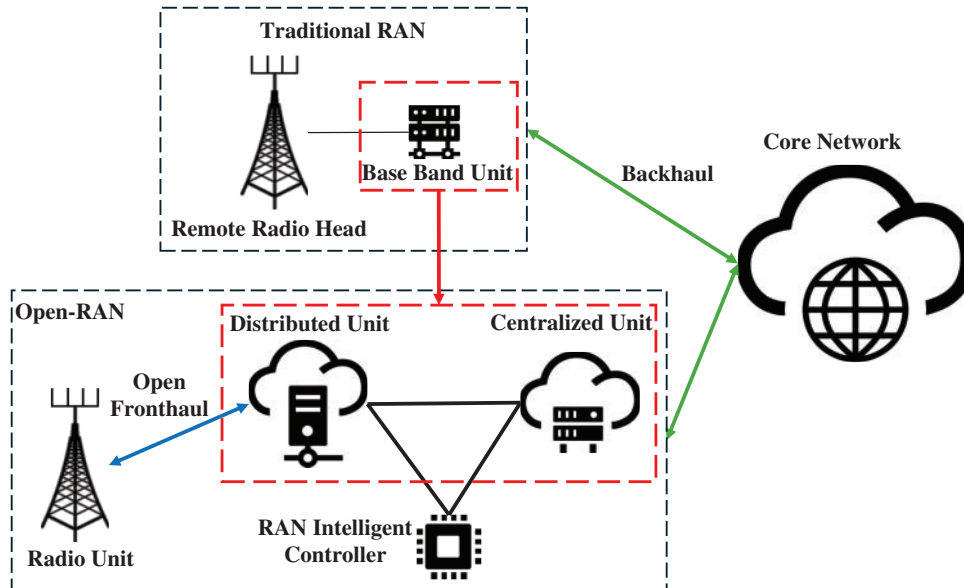 Traditional RAN
Base Band Unit
Remote Radio Head
Backhaul
Core Network
Open-RAN
Distributed Unit
Centralized Unit
Open
Fronthaul
Radio Unit
RAN Intelligent
Controller